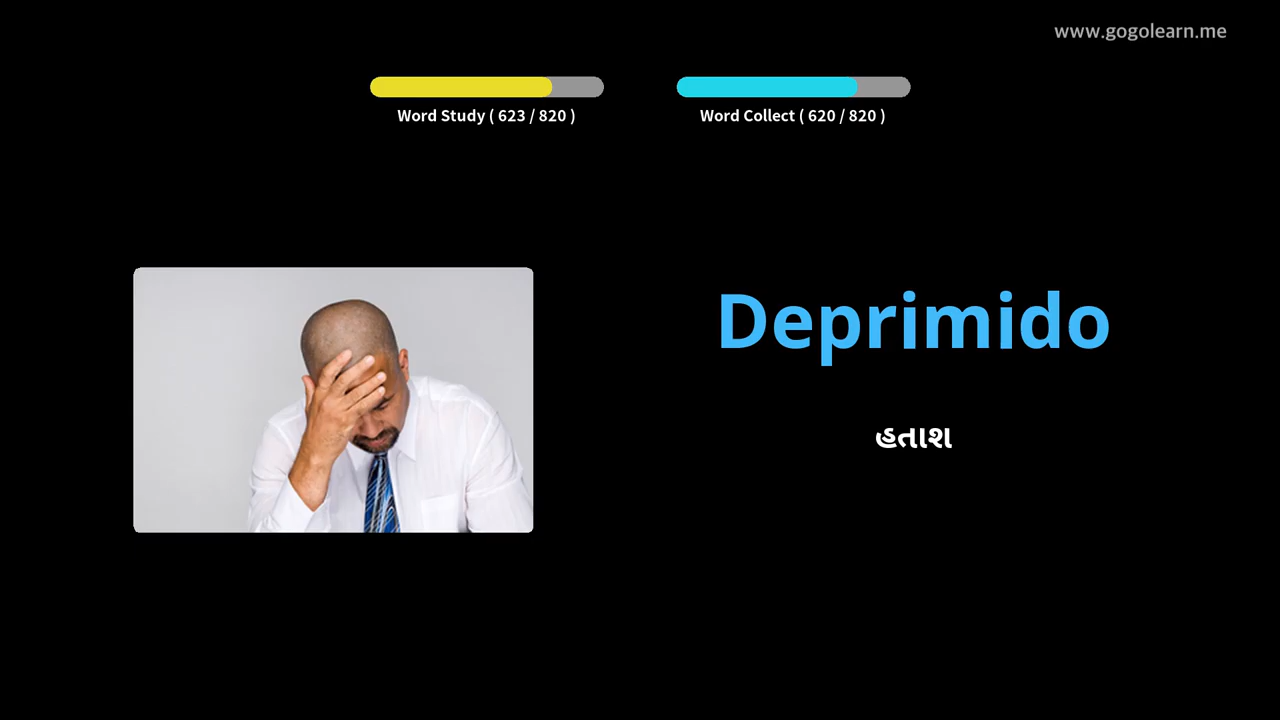 www.gogolearn.me
Word Study ( 623 / 820 )
Word Collect ( 620 / 820 )
Deprimido
હતાશ